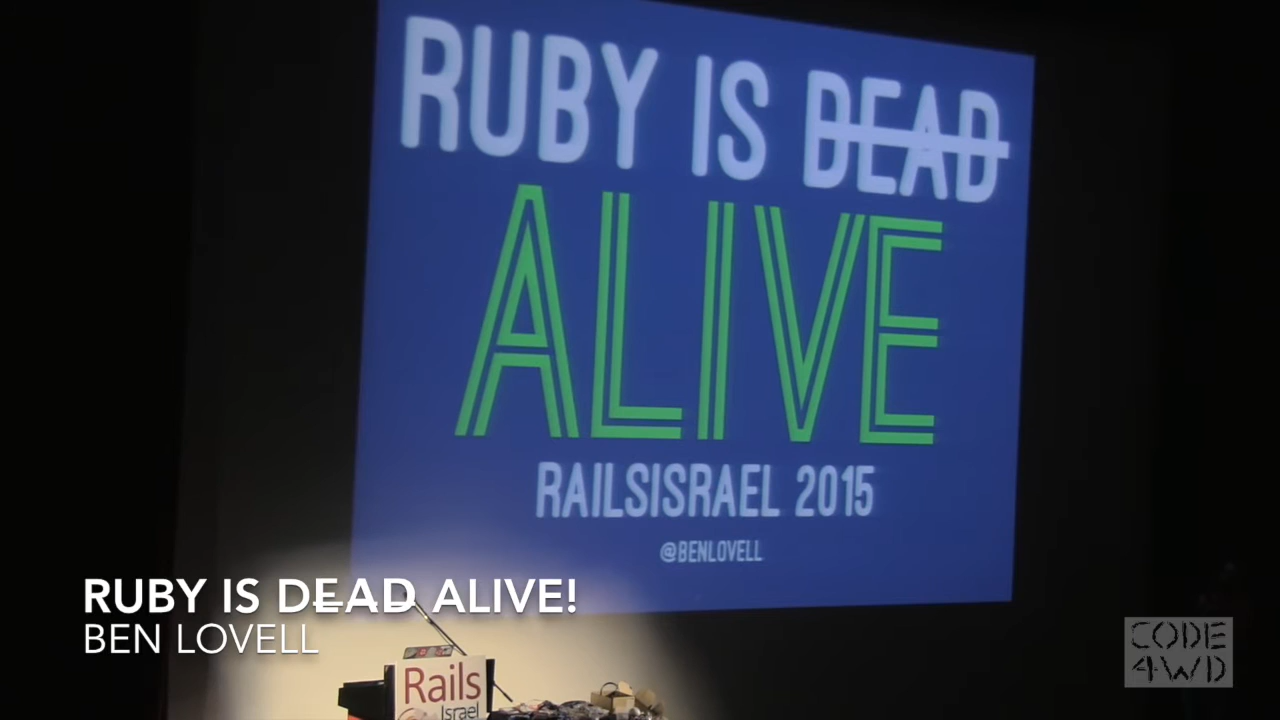 RUBY IS DEAD
ALIVE
RAILSISRAEL 2015
@BENLOVELL
RUBY IS DEAD ALIVE!
BEN LOVELL
Rails
Israel
CODE
4WD